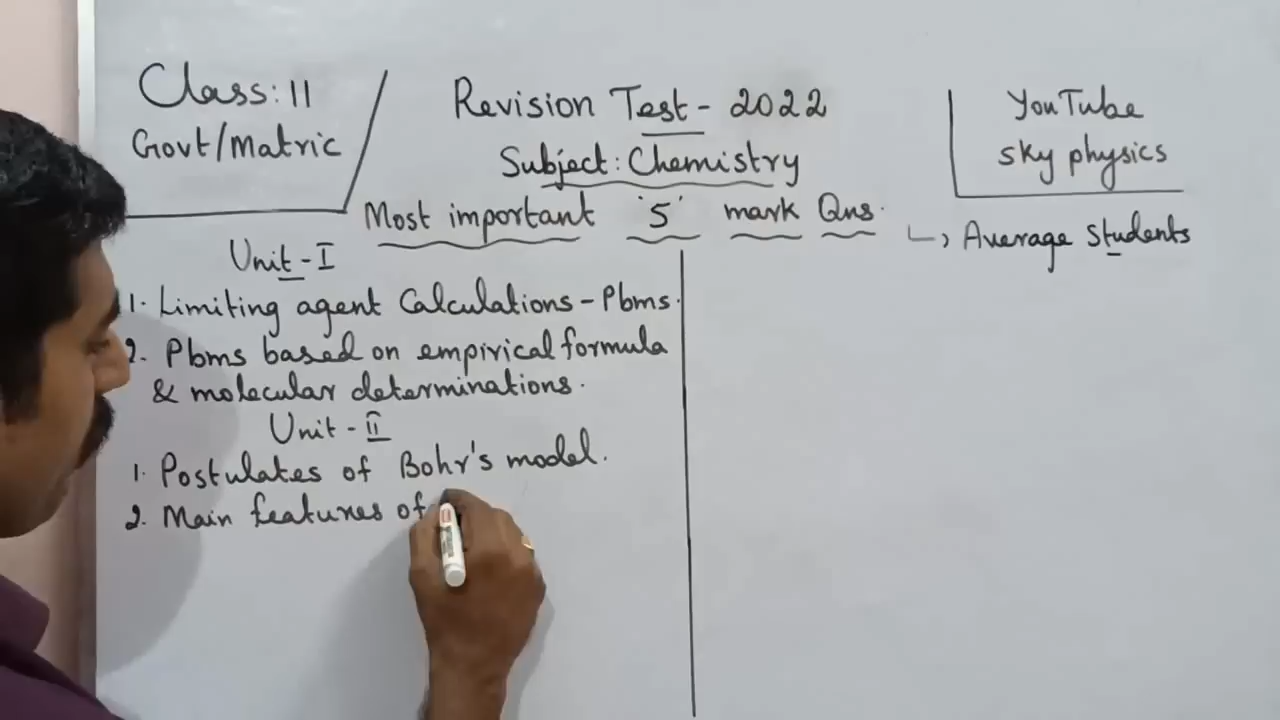 Class: 11
Govt/Matric
Revision Test - 2022
Subject: Chemistry
Most important '5' mark Qns.
YouTube
Sky physics
↳ Average Students
Unit - I
1. Limiting agent Calculations - Pbms.
2. Pbms based on empirical formula
& molecular determinations.
Unit - II
1. Postulates of Bohr's model.
2. Main features of